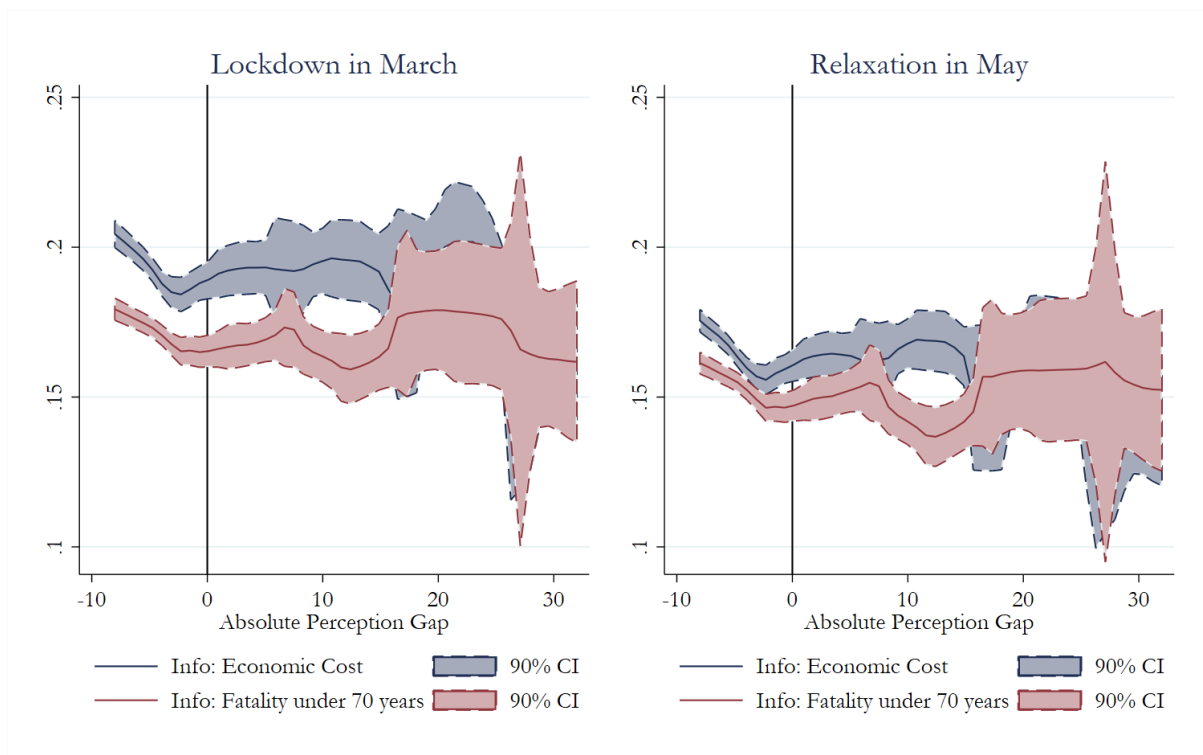 Lockdown in March
.25
.2
.15
.1
-10 0 10 20 30
Absolute Perception Gap
Info: Economic Cost 90% CI
Info: Fatality under 70 years 90% CI
Relaxation in May
.25
.2
.15
.1
-10 0 10 20 30
Absolute Perception Gap
Info: Economic Cost 90% CI
Info: Fatality under 70 years 90% CI